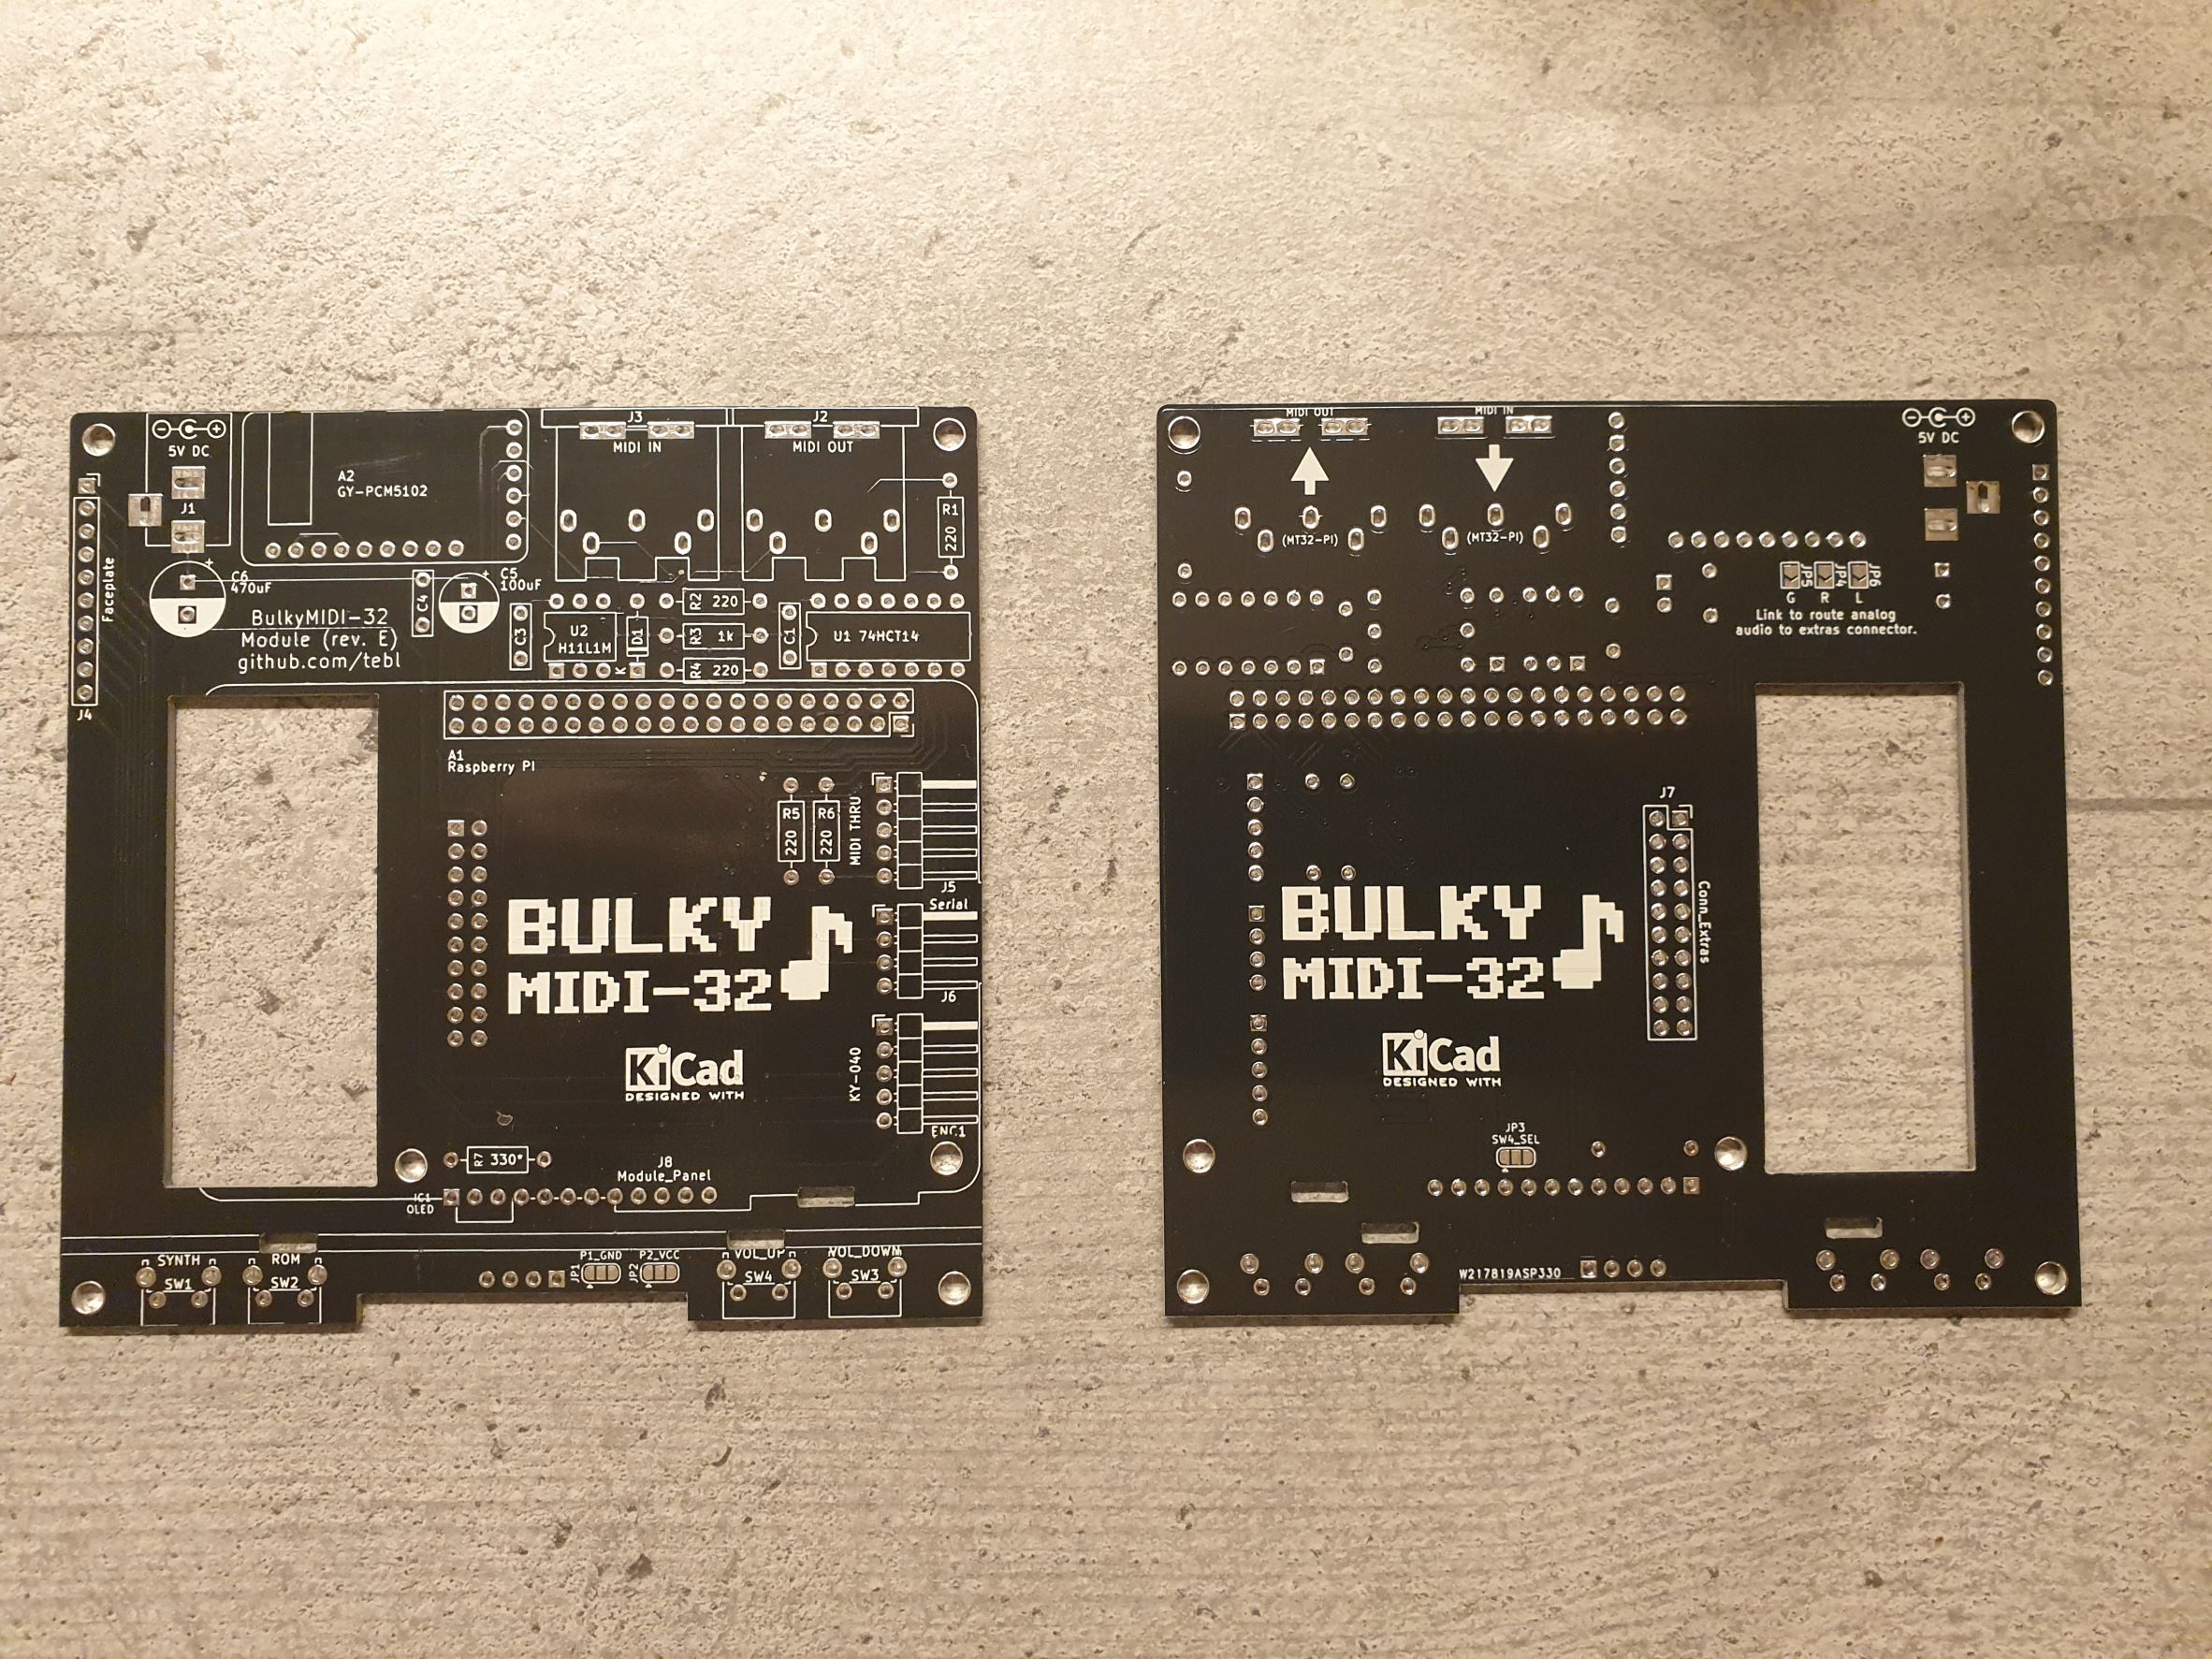 J3
J2
5V DC
MIDI IN
MIDI OUT
A2
GY-PCM5102
J1
R1
220
Faceplate
C6
470uF
C5
100uF
C4
C3
BulkyMIDI-32
Module (rev. E)
github.com/tebl
U2
H11L1M
D1
K
R2 220
R3 1k
R4 220
C1
U1 74HCT14
J4
A1
Raspberry PI
R5
220
R6
220
MIDI THRU
J5
Serial
J6
BULKY
MIDI-32
KiCad
DESIGNED WITH
KY-040
ENC1
R7 330*
J8
Module_Panel
IC1
OLED
SYNTH
SW1
ROM
SW2
P1_GND
JP1
P2_VCC
JP2
VOL_UP
SW4
VOL_DOWN
SW3
MIDI OUT
MIDI IN
5V DC
(MT32-PI)
(MT32-PI)
JP5
JP4
JP6
G R L
Link to route analog
audio to extras connector.
J7
Conn_Extras
BULKY
MIDI-32
KiCad
DESIGNED WITH
JP3
SW4_SEL
W217819ASP330